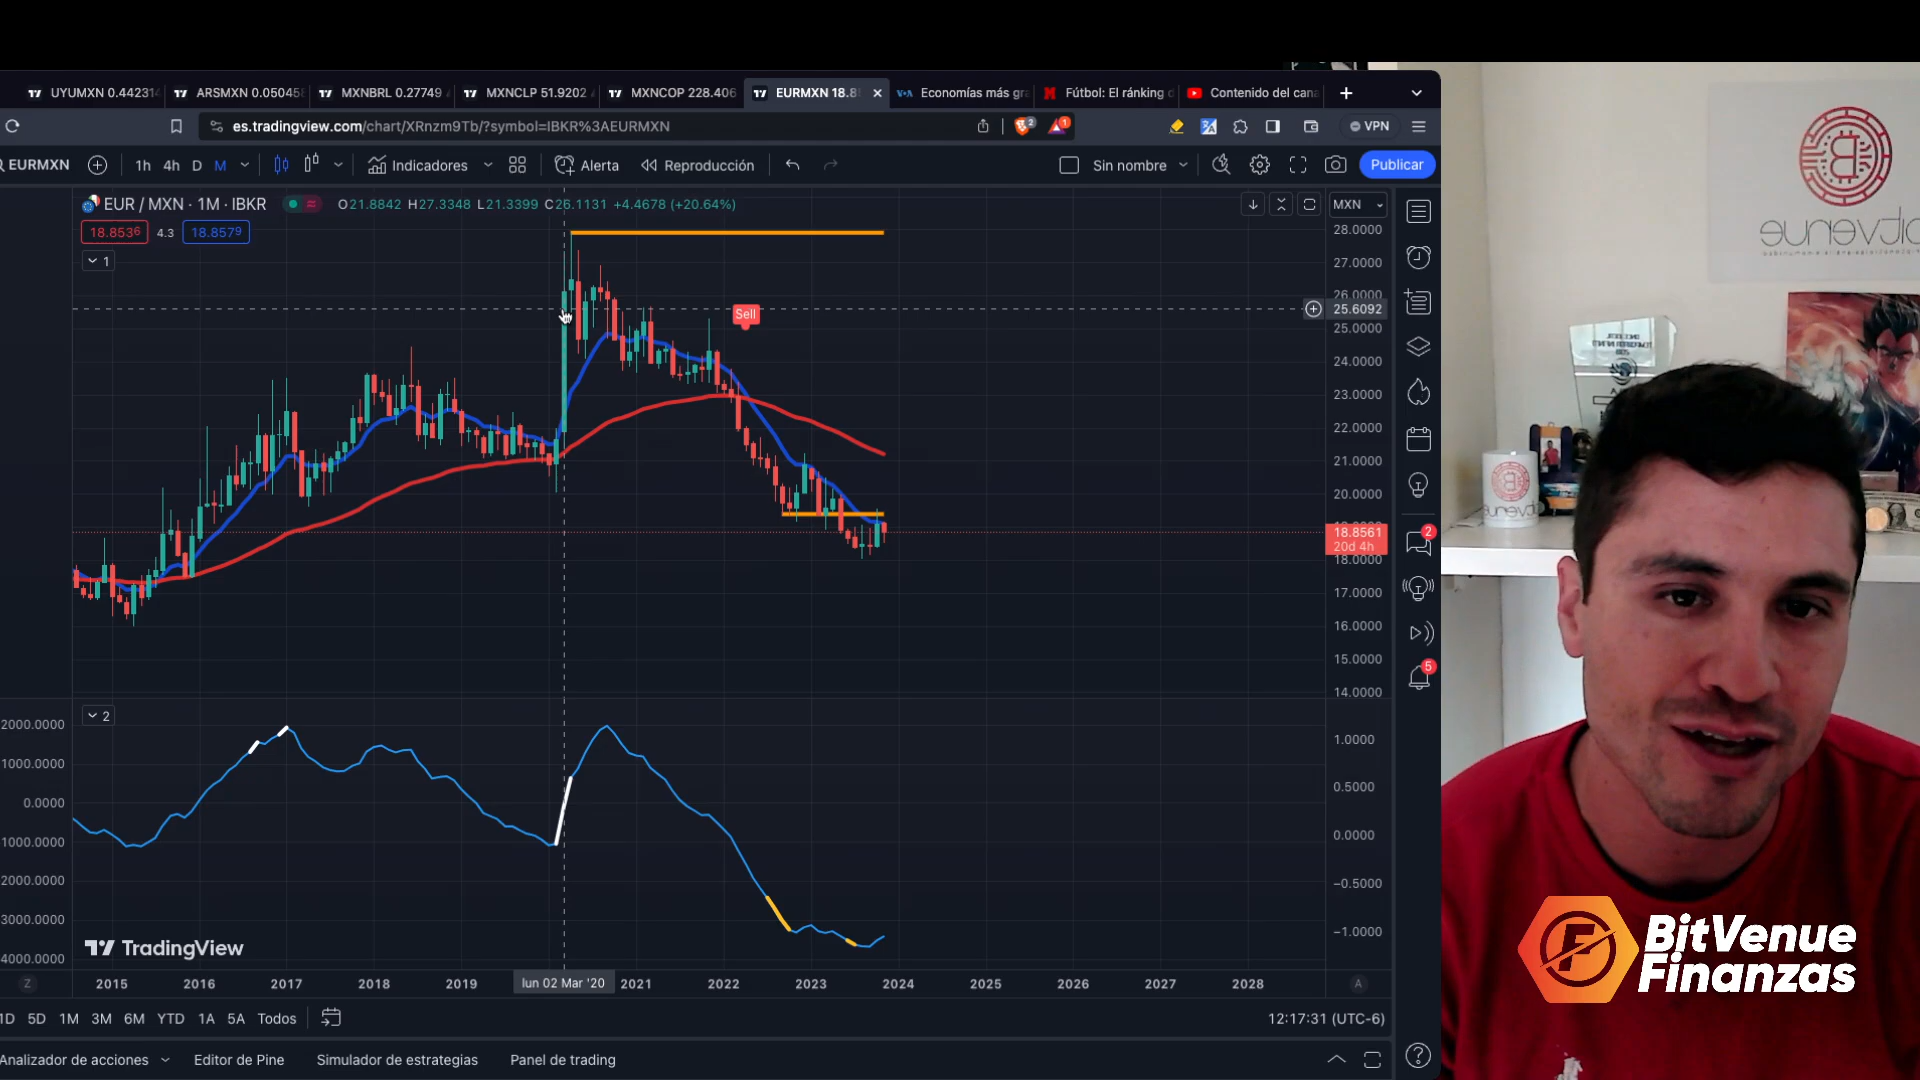 UYUMXN 0.442314
ARSMXN 0.050458
MXNBRL 0.27749
MXNCLP 51.9202
MXNCOP 228.406
EURMXN 18.8
Economías más gra
Fútbol: El ránking d
Contenido del cana
es.tradingview.com/chart/XRnzm9Tb/?symbol=IBKR%3AEURMXN
2
1
VPN
EURMXN
1h
4h
D
M
Indicadores
Alerta
Reproducción
Sin nombre
Publicar
EUR / MXN · 1M · IBKR
O21.8842 H27.3348 L21.3399 C26.1131 +4.4678 (+20.64%)
MXN
18.8536
4.3
18.8579
1
28.0000
27.0000
26.0000
25.6092
25.0000
24.0000
23.0000
22.0000
21.0000
20.0000
18.8561
20d 4h
18.0000
17.0000
16.0000
15.0000
14.0000
Sell
2
2000.0000
1000.0000
0.0000
1000.0000
2000.0000
3000.0000
4000.0000
1.0000
0.5000
0.0000
−0.5000
−1.0000
TradingView
Z
2015
2016
2017
2018
2019
lun 02 Mar '20
2021
2022
2023
2024
2025
2026
2027
2028
A
1D
5D
1M
3M
6M
YTD
1A
5A
Todos
12:17:31 (UTC-6)
Analizador de acciones
Editor de Pine
Simulador de estrategias
Panel de trading
2
5
BitVenue
Finanzas